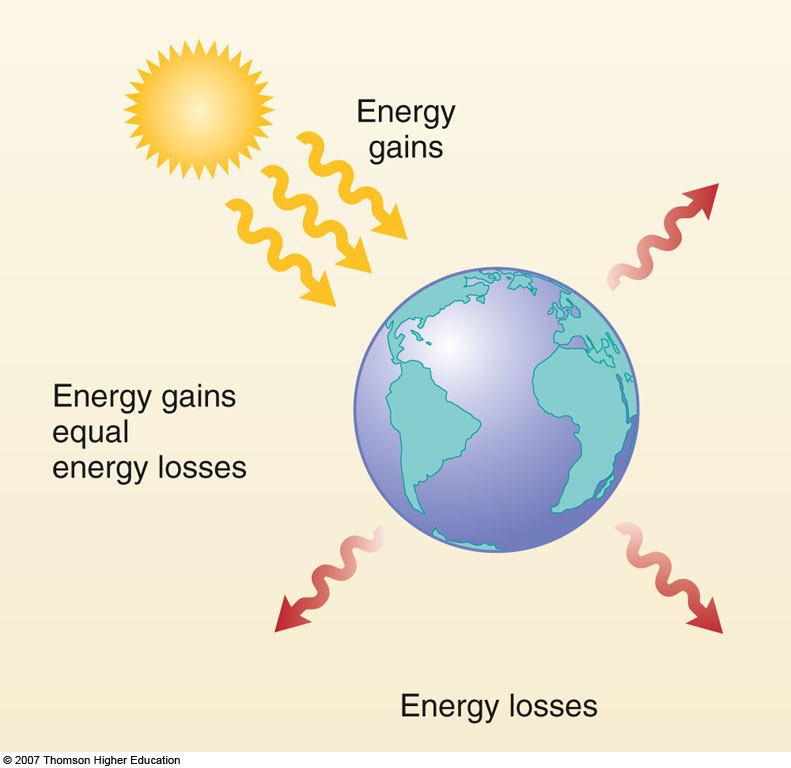 Energy
gains
Energy gains
equal
energy losses
Energy losses
© 2007 Thomson Higher Education